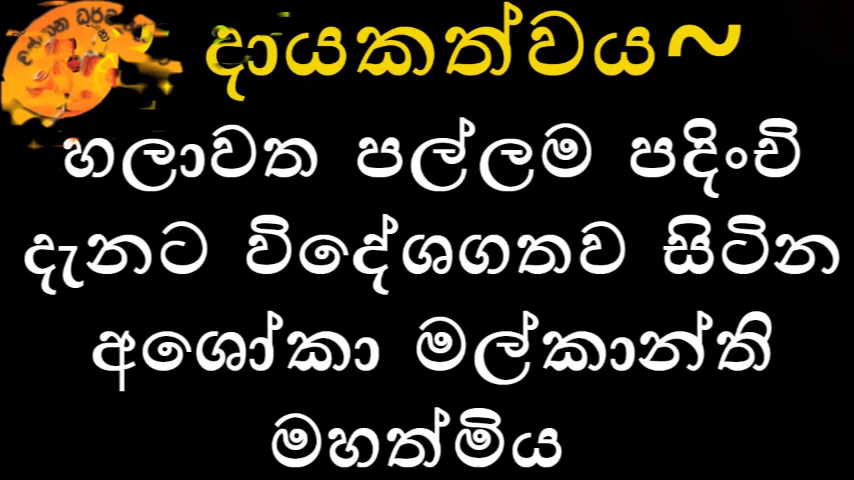 දායකත්වය~
හලාවත පල්ලම පදිංචි
දැනට විදේශගතව සිටින
අශෝකා මල්කාන්ති
මහත්මිය